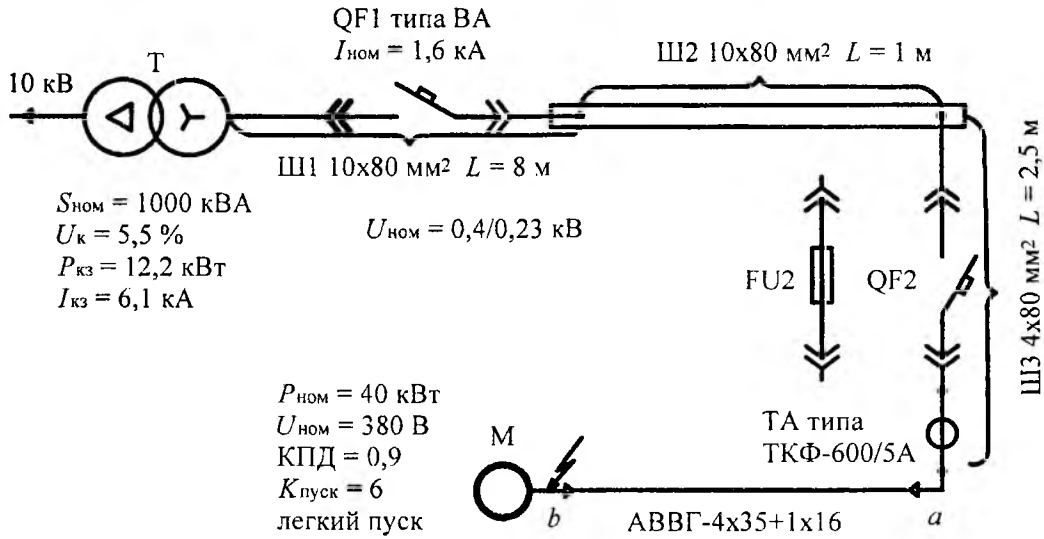 QF1 типа ВА
Iном = 1,6 кА
Т
10 кВ
Ш2 10х80 мм² L = 1 м
Ш1 10х80 мм² L = 8 м
Sном = 1000 кВА
Uк = 5,5 %
Pкз = 12,2 кВт
Iкз = 6,1 кА
Uном = 0,4/0,23 кВ
FU2
QF2
Ш3 4х80 мм² L = 2,5 м
Pном = 40 кВт
Uном = 380 В
КПД = 0,9
Kпуск = 6
легкий пуск
М
ТА типа
ТКФ-600/5А
b
АВВГ-4х35+1х16
a